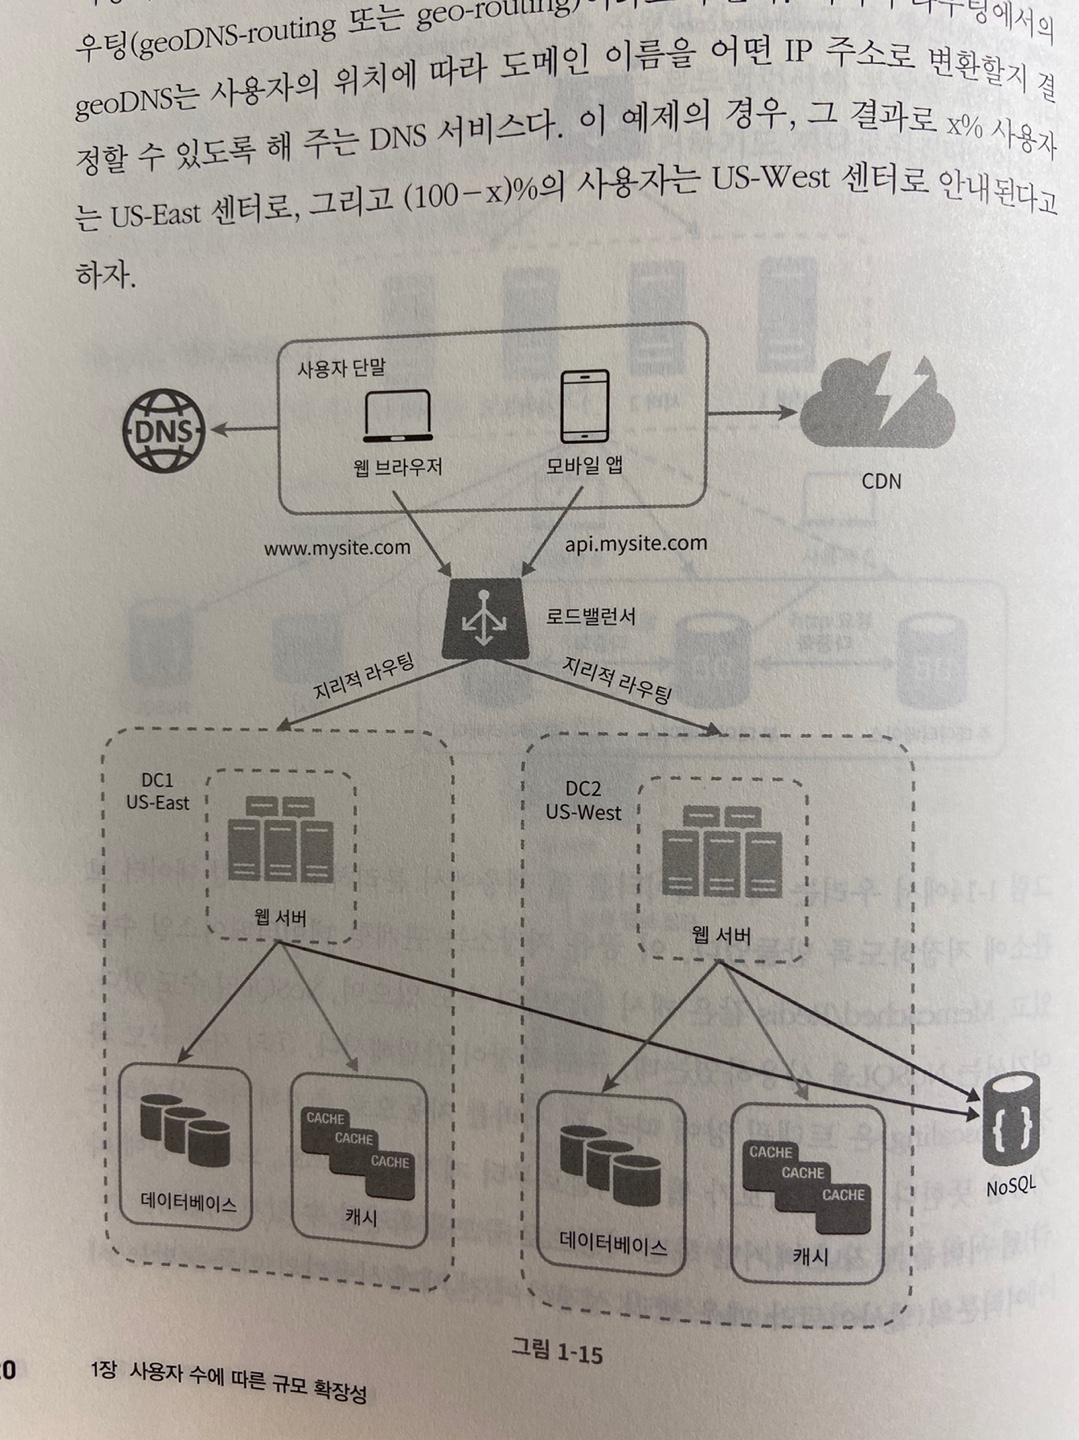 우팅(geoDNS-routing 또는 geo-routing)
geoDNS는 사용자의 위치에 따라 도메인 이름을 어떤 IP 주소로 변환할지 결
정할 수 있도록 해 주는 DNS 서비스다. 이 예제의 경우, 그 결과로 x% 사용자
는 US-East 센터로, 그리고 (100−x)%의 사용자는 US-West 센터로 안내된다고
하자.
사용자 단말
DNS
웹 브라우저
모바일 앱
CDN
www.mysite.com
api.mysite.com
로드밸런서
지리적 라우팅
지리적 라우팅
DC1
US-East
웹 서버
DC2
US-West
웹 서버
데이터베이스
CACHE
CACHE
CACHE
캐시
데이터베이스
CACHE
CACHE
CACHE
캐시
{ }
NoSQL
그림 1-15
1장 사용자 수에 따른 규모 확장성